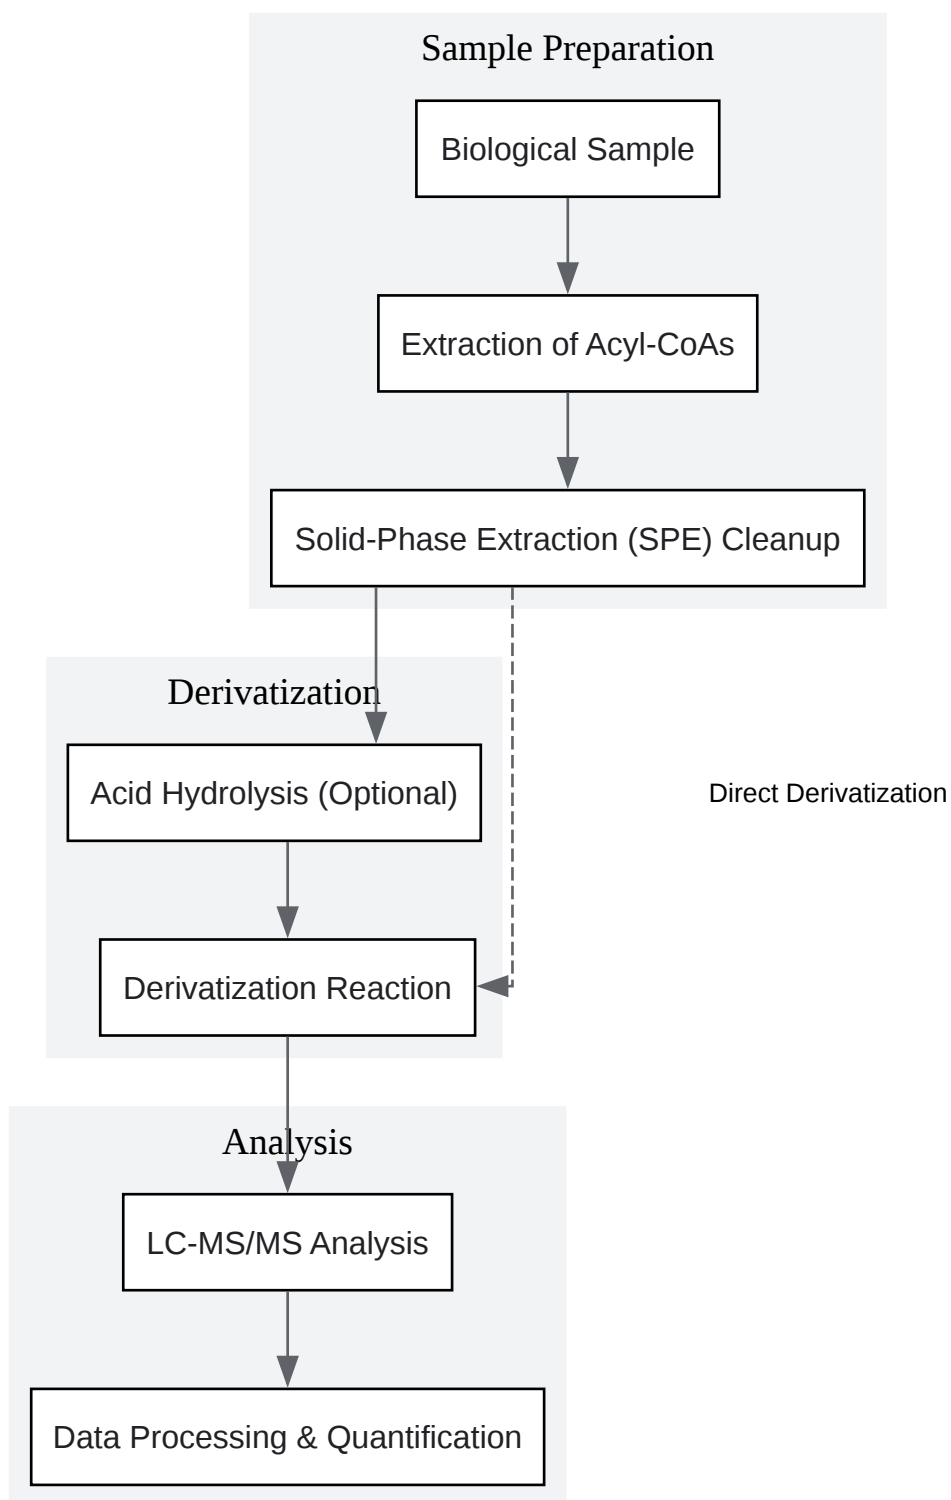 Sample Preparation
Biological Sample
Extraction of Acyl-CoAs
Solid-Phase Extraction (SPE) Cleanup
Derivatization
Acid Hydrolysis (Optional)
Direct Derivatization
Derivatization Reaction
Analysis
LC-MS/MS Analysis
Data Processing & Quantification